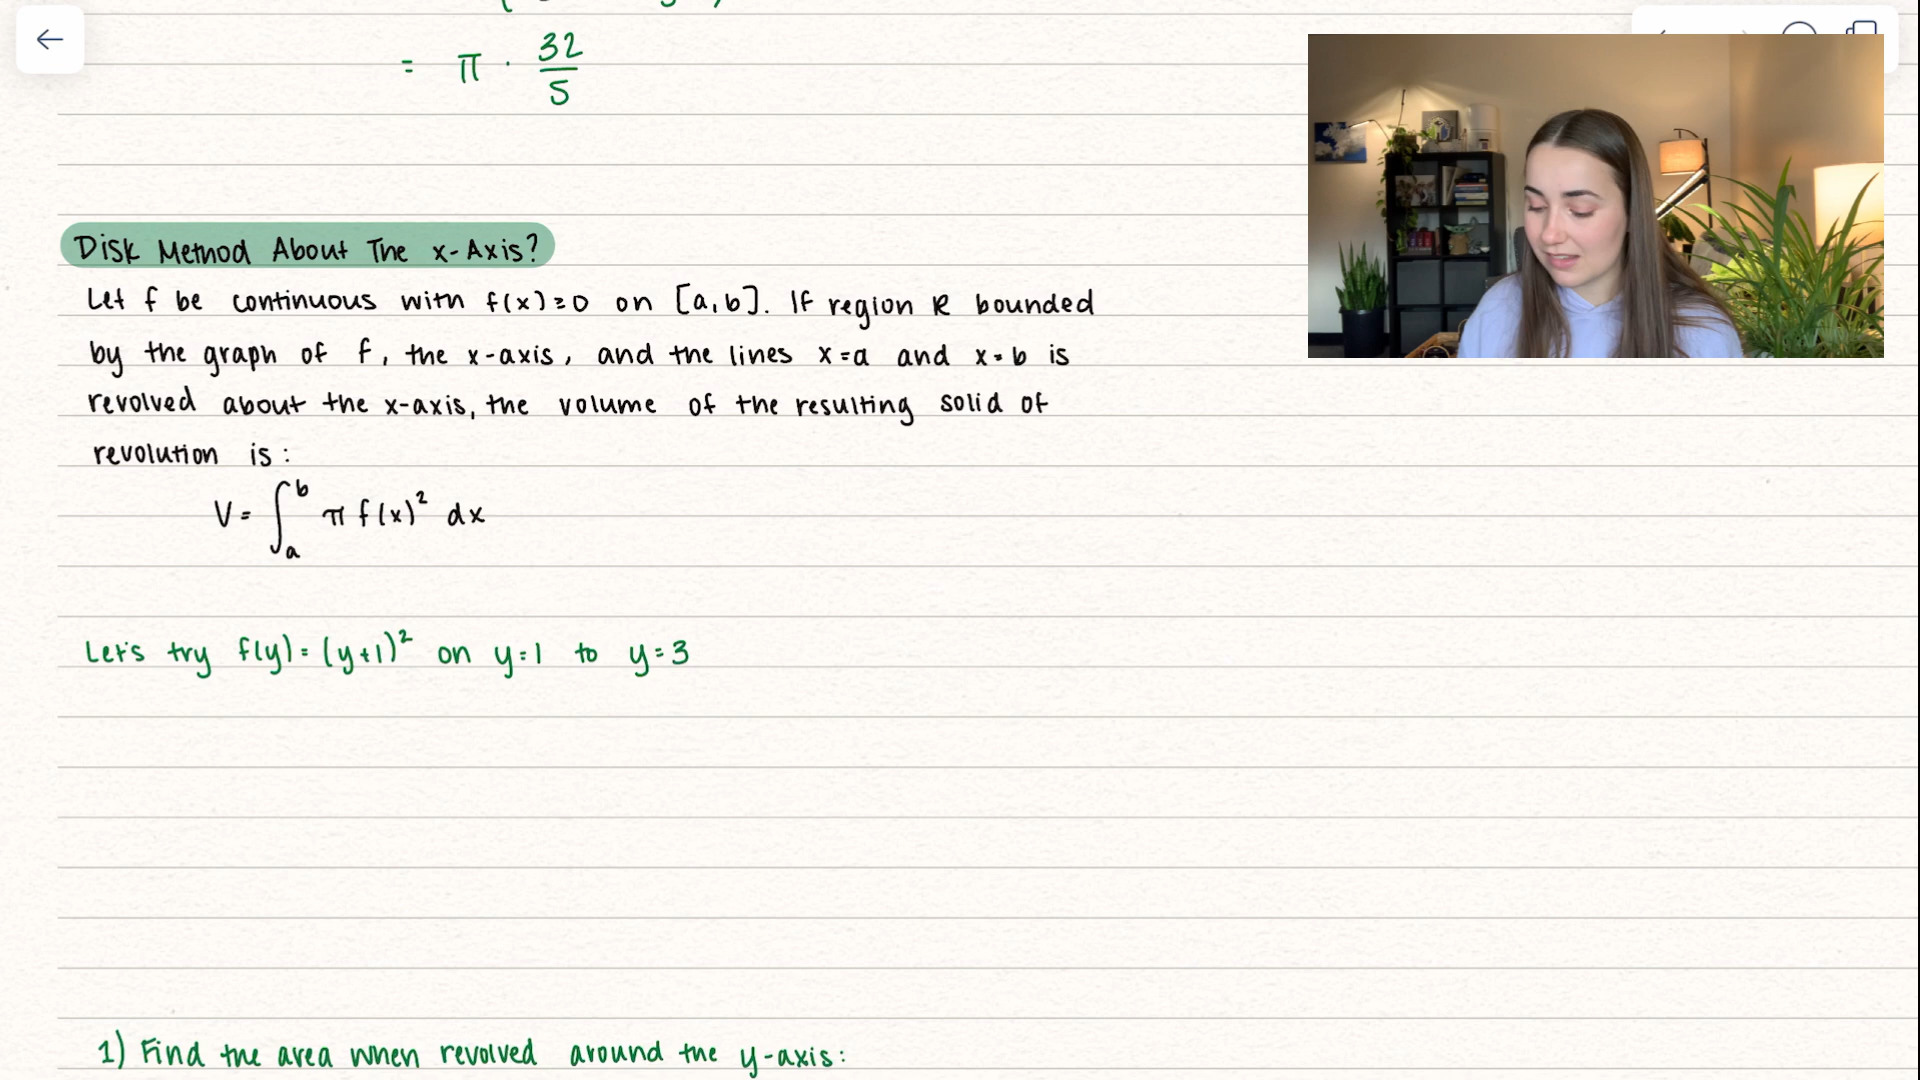 = π · 32/5
Disk Method About The x-Axis?
Let f be continuous with f(x)≥0 on [a,b]. If region R bounded
by the graph of f, the x-axis, and the lines x=a and x=b is
revolved about the x-axis, the volume of the resulting solid of
revolution is:
V = ∫_a^b π f(x)² dx
Let's try f(y) = (y+1)² on y=1 to y=3
1) Find the area when revolved around the y-axis: